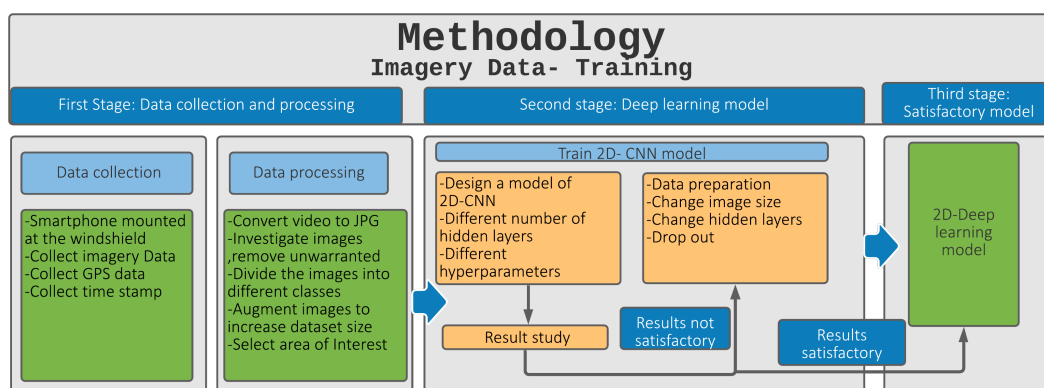 Methodology
Imagery Data- Training
First Stage: Data collection and processing
Second stage: Deep learning model
Third stage:
Satisfactory model
Data collection
-Smartphone mounted
at the windshield
-Collect imagery Data
-Collect GPS data
-Collect time stamp
Data processing
-Convert video to JPG
-Investigate images
,remove unwarranted
-Divide the images into
different classes
-Augment images to
increase dataset size
-Select area of Interest
Train 2D- CNN model
-Design a model of
2D-CNN
-Different number of
hidden layers
-Different
hyperparameters
-Data preparation
-Change image size
-Change hidden layers
-Drop out
Result study
Results not
satisfactory
Results
satisfactory
2D-Deep
learning
model